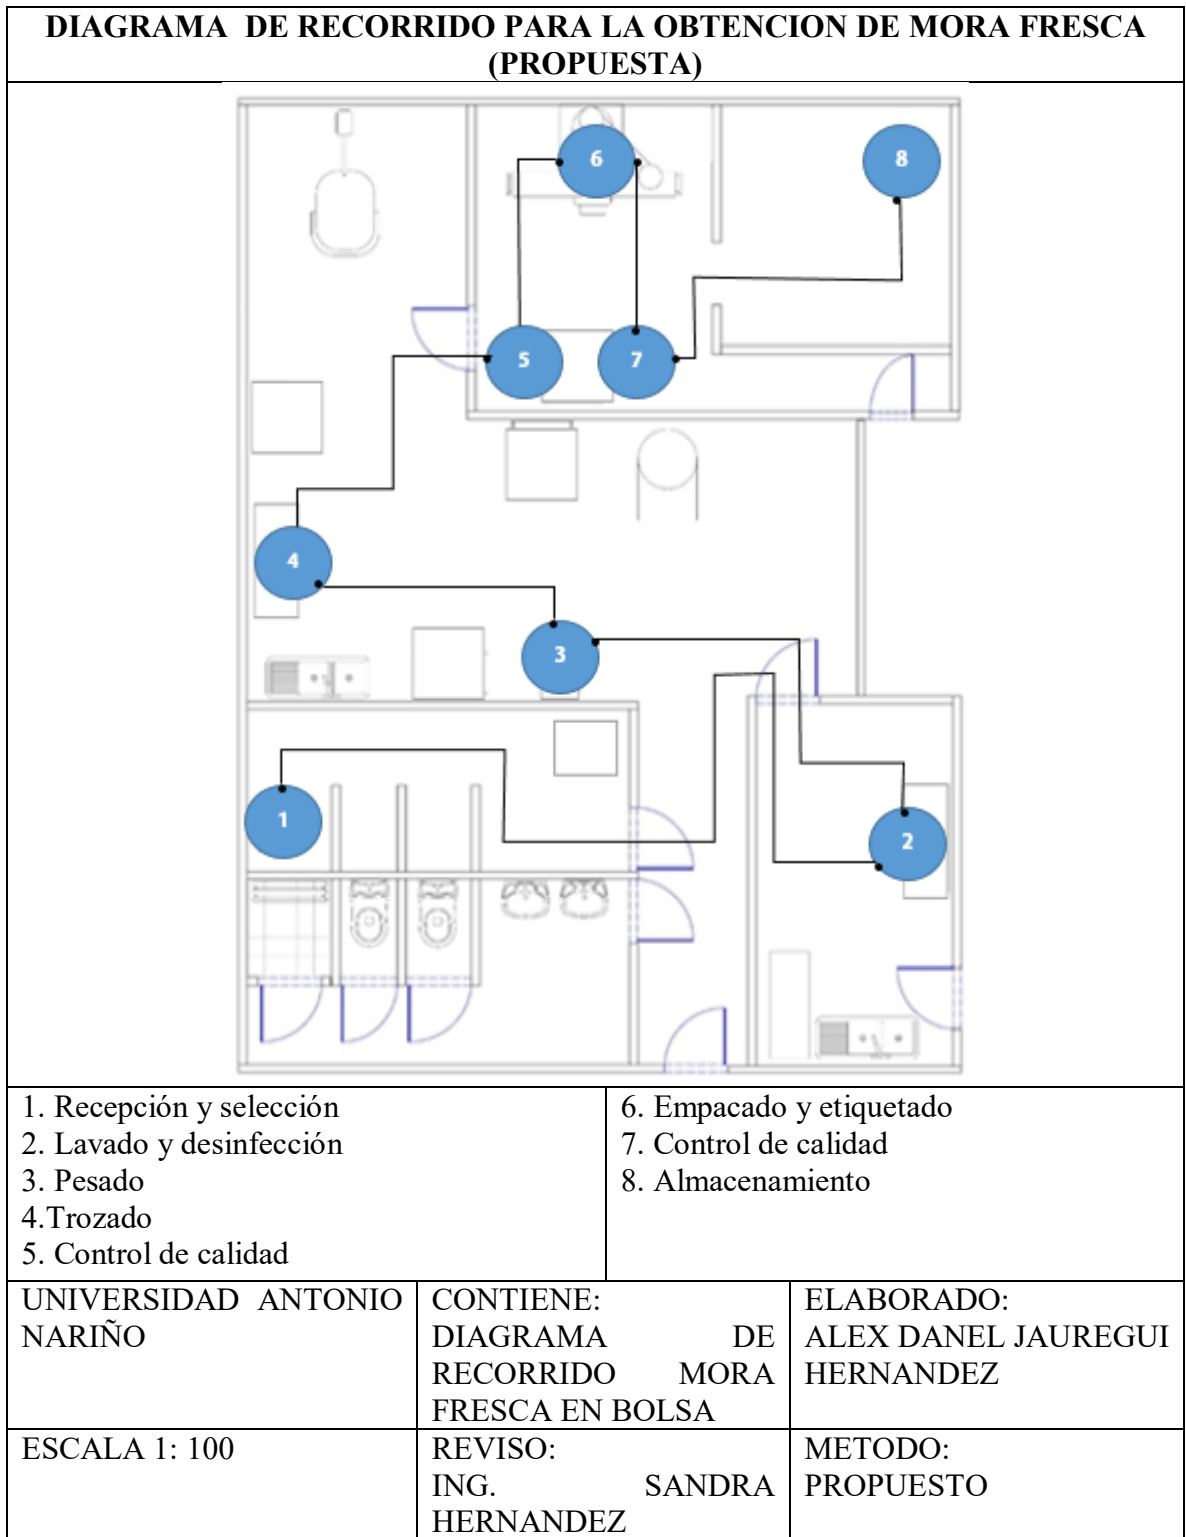 DIAGRAMA DE RECORRIDO PARA LA OBTENCION DE MORA FRESCA
(PROPUESTA)
6
8
5
7
4
3
1
2
1. Recepción y selección
2. Lavado y desinfección
3. Pesado
4.Trozado
5. Control de calidad
6. Empacado y etiquetado
7. Control de calidad
8. Almacenamiento
UNIVERSIDAD ANTONIO
NARIÑO
CONTIENE:
DIAGRAMA DE
RECORRIDO MORA
FRESCA EN BOLSA
ELABORADO:
ALEX DANEL JAUREGUI
HERNANDEZ
ESCALA 1: 100
REVISO:
ING. SANDRA
HERNANDEZ
METODO:
PROPUESTO